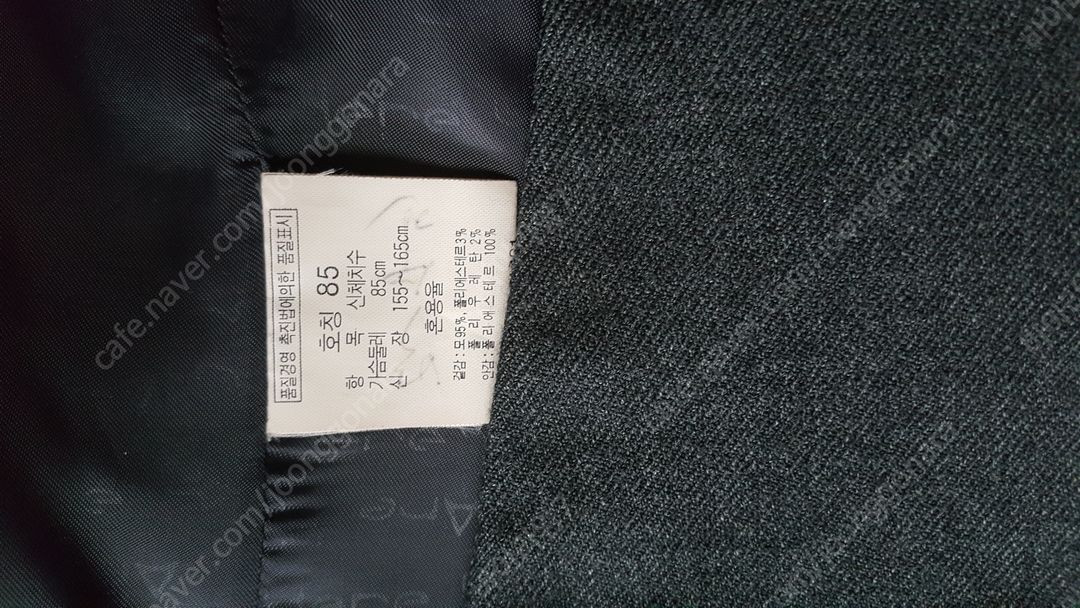 품질경영 촉진법에의한 품질표시
호칭 85
항 목 신체치수
가슴둘레 85cm
신 장 155~165cm
혼용율
겉감 : 모95%, 폴리에스테르3%
폴 리 우 레 탄 2%
안감 : 폴리에스테르 100%
cafe.naver.com/joonggonara